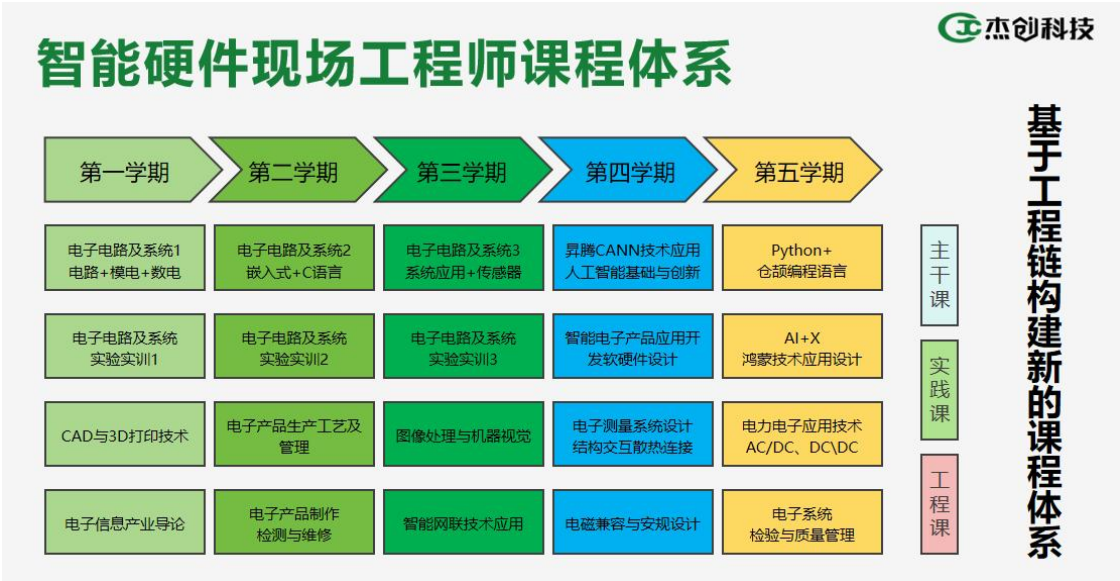 杰创科技
智能硬件现场工程师课程体系
第一学期
第二学期
第三学期
第四学期
第五学期
电子电路及系统1
电路+模电+数电
电子电路及系统2
嵌入式+C语言
电子电路及系统3
系统应用+传感器
昇腾CANN技术应用
人工智能基础与创新
Python+
仓颉编程语言
电子电路及系统
实验实训1
电子电路及系统
实验实训2
电子电路及系统
实验实训3
智能电子产品应用开
发软硬件设计
AI+X
鸿蒙技术应用设计
CAD与3D打印技术
电子产品生产工艺及
管理
图像处理与机器视觉
电子测量系统设计
结构交互散热连接
电力电子应用技术
AC/DC、DC\DC
电子信息产业导论
电子产品制作
检测与维修
智能网联技术应用
电磁兼容与安规设计
电子系统
检验与质量管理
主干课
实践课
工程课
基于工程链构建新的课程体系